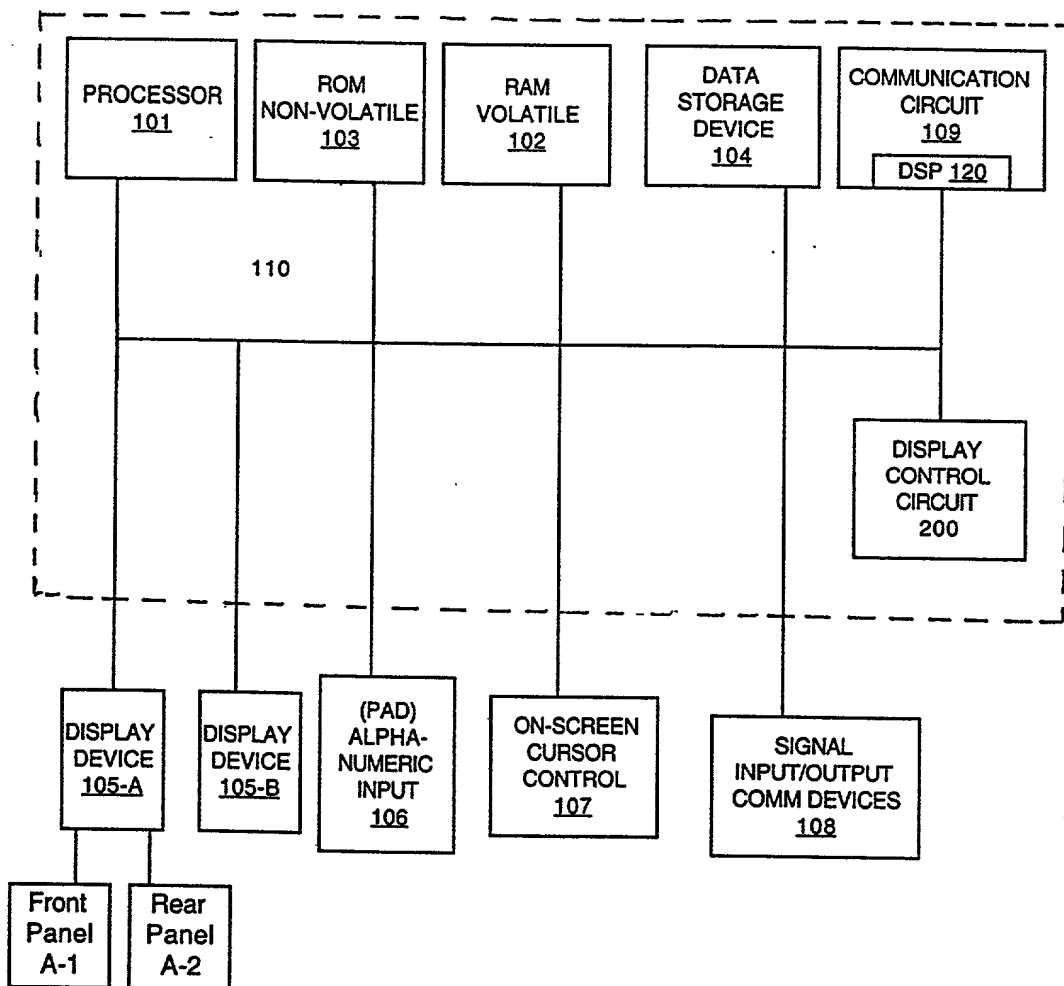 PROCESSOR
101
ROM
NON-VOLATILE
103
RAM
VOLATILE
102
DATA
STORAGE
DEVICE
104
COMMUNICATION
CIRCUIT
109
DSP 120
110
DISPLAY
CONTROL
CIRCUIT
200
DISPLAY
DEVICE
105-A
DISPLAY
DEVICE
105-B
(PAD)
ALPHA-
NUMERIC
INPUT
106
ON-SCREEN
CURSOR
CONTROL
107
SIGNAL
INPUT/OUTPUT
COMM DEVICES
108
Front
Panel
A-1
Rear
Panel
A-2